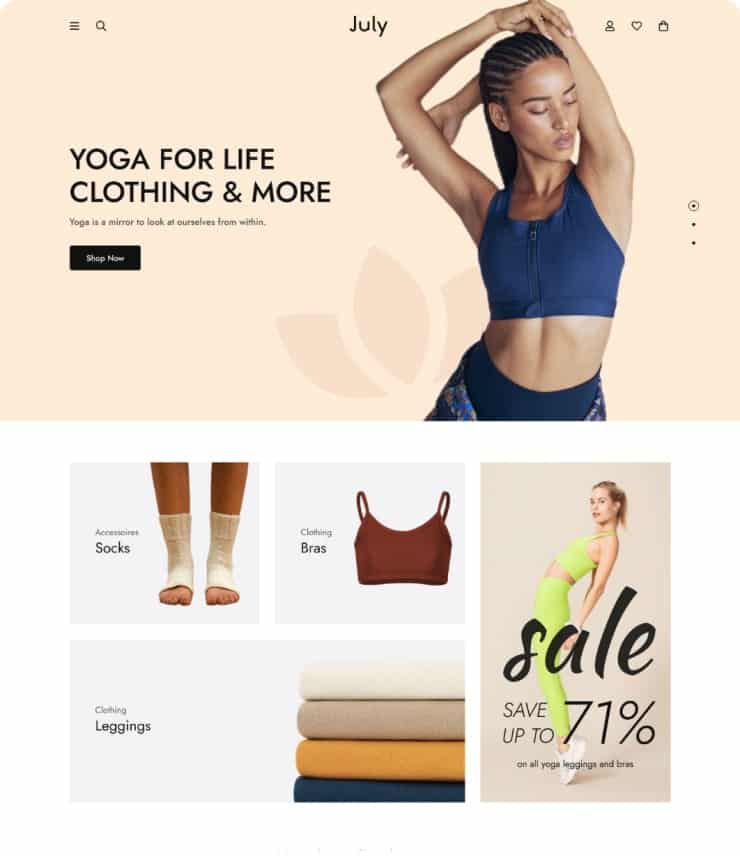 July
YOGA FOR LIFE
CLOTHING & MORE
Yoga is a mirror to look at ourselves from within.
Shop Now
Accessoires
Socks
Clothing
Bras
Clothing
Leggings
sale
SAVE
UP TO 71%
on all yoga leggings and bras